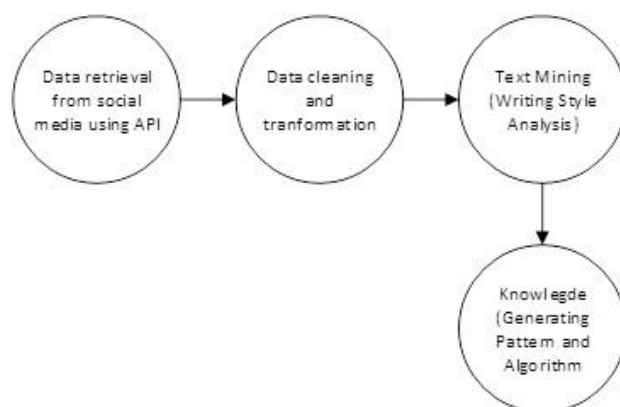 Data retrieval
from social
media using API
Data cleaning
and
tranformation
Text Mining
(Writing Style
Analysis)
Knowlegde
(Generating
Pattern and
Algorithm